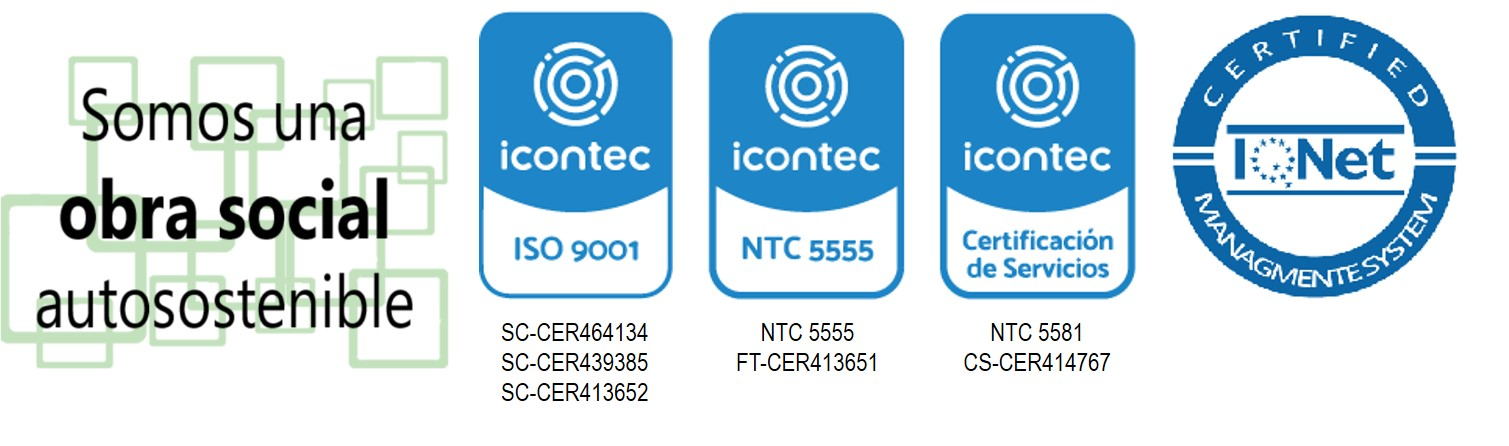 Somos una
obra social
autosostenible
icontec
ISO 9001
SC-CER464134
SC-CER439385
SC-CER413652
icontec
NTC 5555
NTC 5555
FT-CER413651
icontec
Certificación
de Servicios
NTC 5581
CS-CER414767
CERTIFIED
IQNet
MANAGMENTE SYSTEM